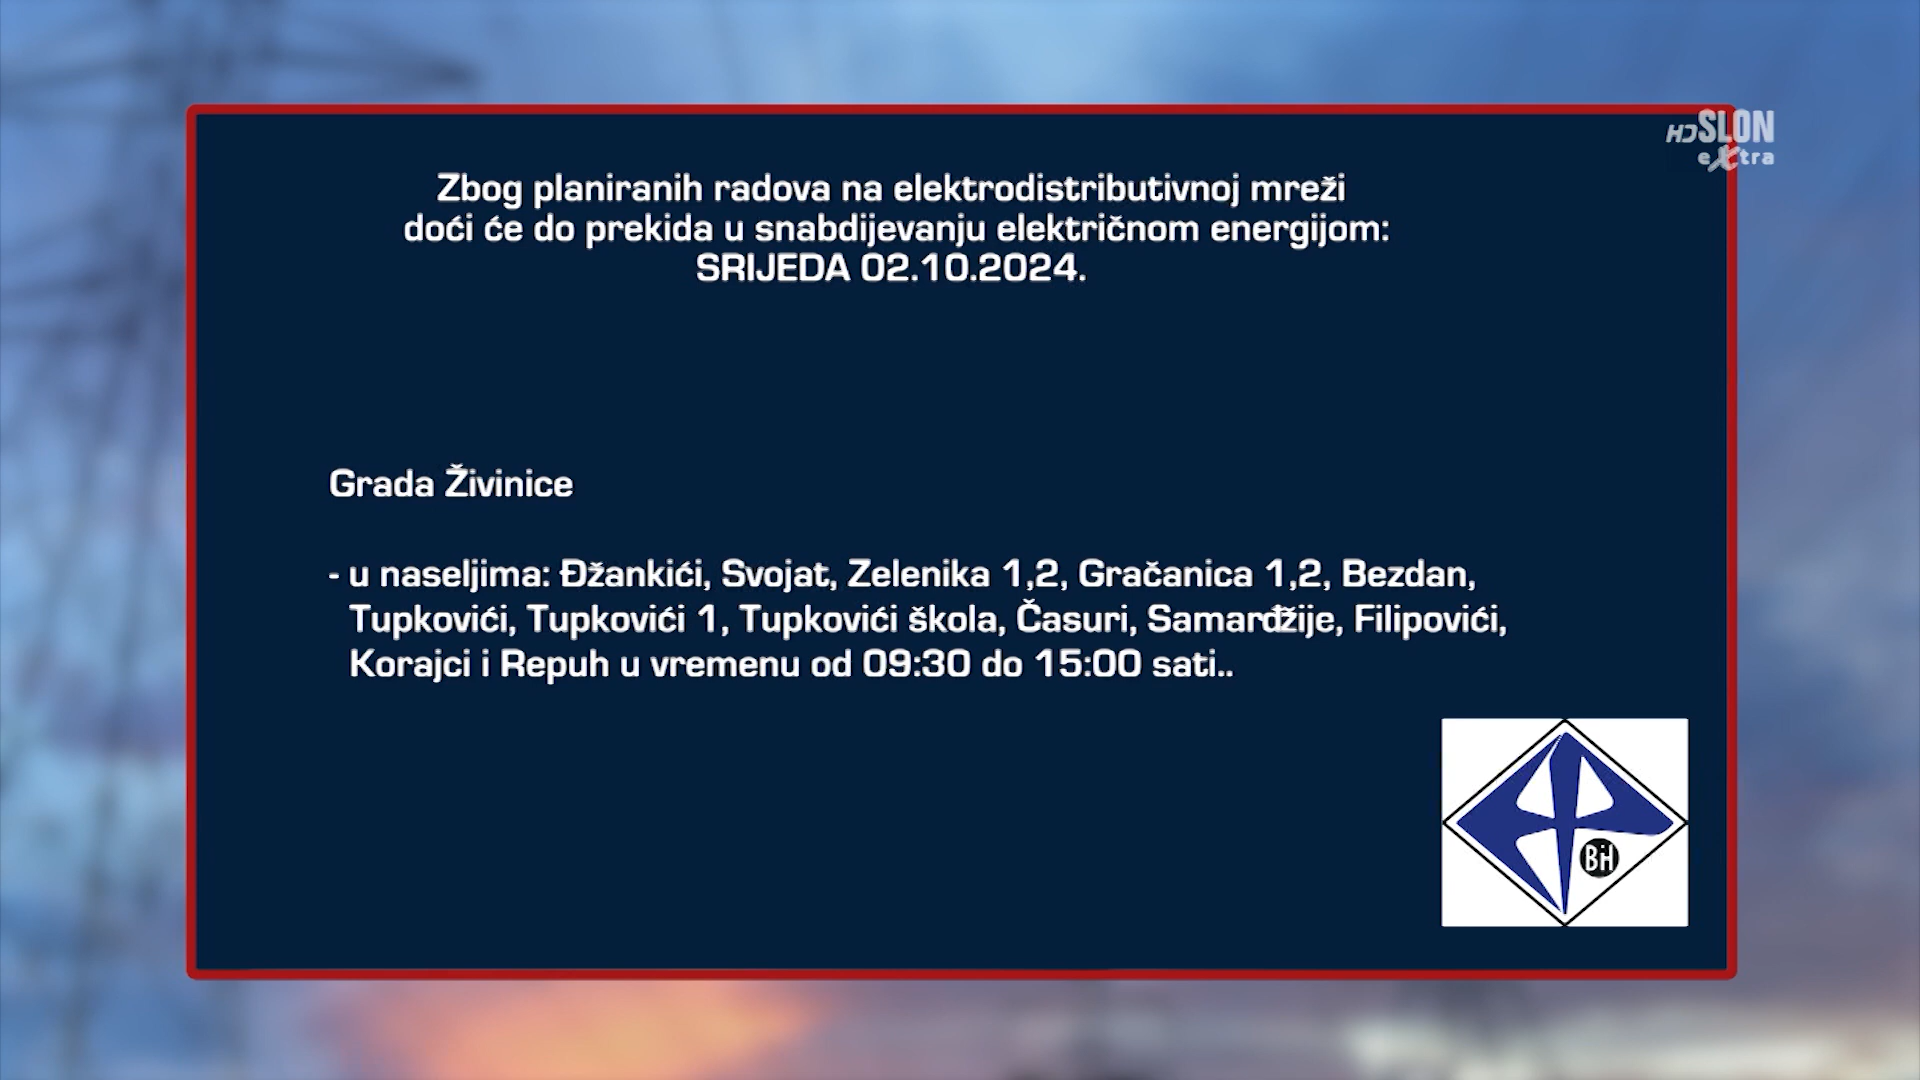 HD SLON
extra
Zbog planiranih radova na elektrodistributivnoj mreži
doći će do prekida u snabdijevanju električnom energijom:
SRIJEDA 02.10.2024.
Grada Živinice
- u naseljima: Đžankići, Svojat, Zelenika 1,2, Gračanica 1,2, Bezdan,
Tupkovići, Tupkovići 1, Tupkovići škola, Časuri, Samarđžije, Filipovići,
Korajci i Repuh u vremenu od 09:30 do 15:00 sati..
BiH